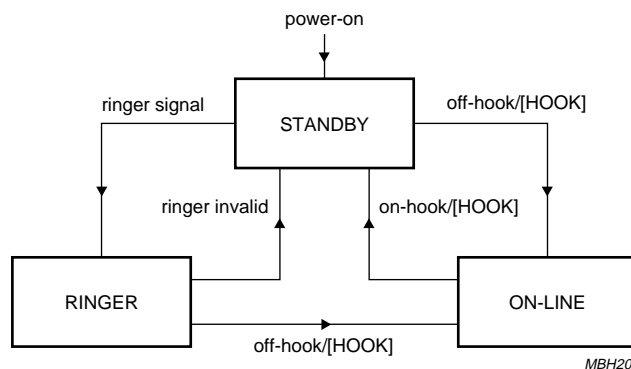 power-on
ringer signal
STANDBY
off-hook/[HOOK]
ringer invalid
on-hook/[HOOK]
RINGER
ON-LINE
off-hook/[HOOK]
MBH20